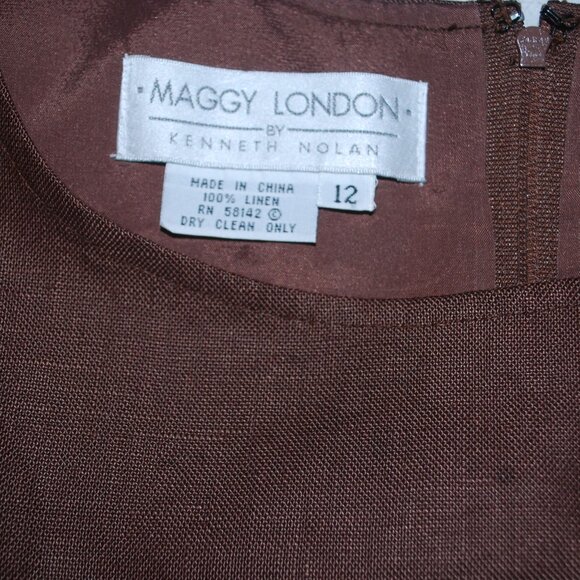 · MAGGY LONDON ·
BY
KENNETH NOLAN
MADE IN CHINA
100% LINEN
RN 58142 ©
DRY CLEAN ONLY
12